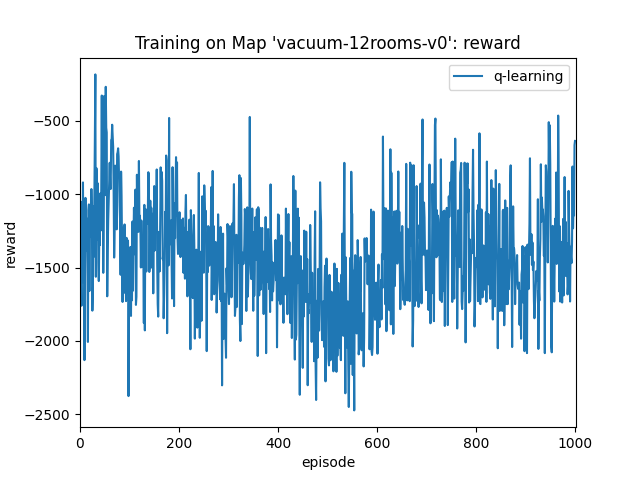 Training on Map 'vacuum-12rooms-v0': reward
q-learning
reward
−500
−1000
−1500
−2000
−2500
0 200 400 600 800 1000
episode